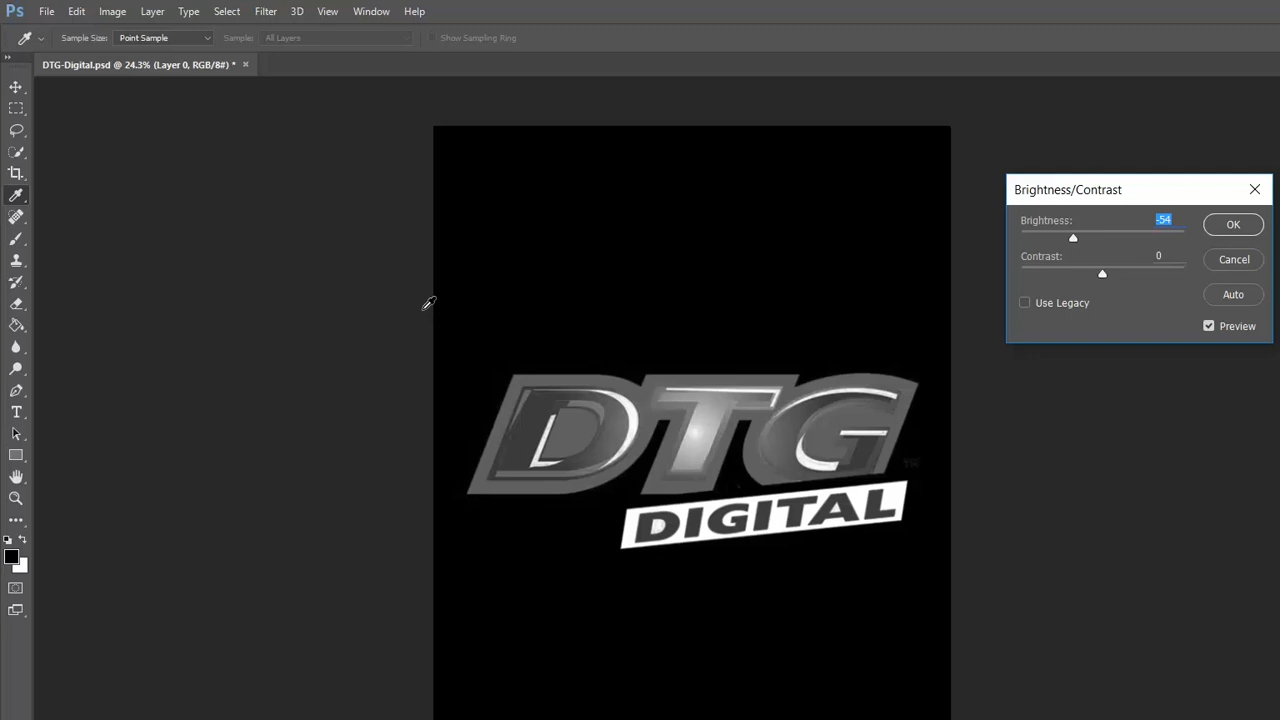 Ps File Edit Image Layer Type Select Filter 3D View Window Help
Sample Size: Point Sample Sample: All Layers Show Sampling Ring
DTG-Digital.psd @ 24.3% (Layer 0, RGB/8#) * ×
Brightness/Contrast
Brightness: -54
OK
Contrast: 0
Cancel
Auto
Use Legacy
Preview
DTG
TM
DIGITAL
T